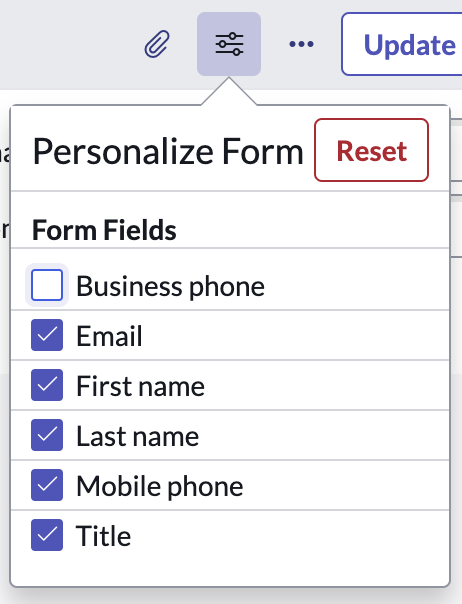 Update
Personalize Form
Reset
Form Fields
Business phone
Email
First name
Last name
Mobile phone
Title